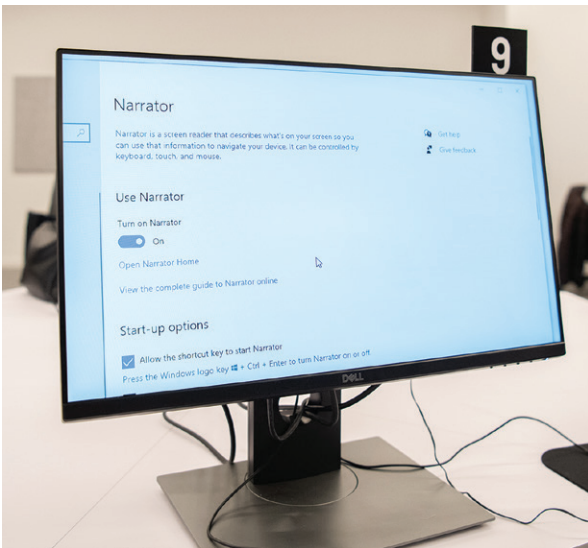 9
Narrator
Narrator is a screen reader that describes what's on your screen so you
can use that information to navigate your device. It can be controlled by
keyboard, touch, and mouse.
Get help
Give feedback
Use Narrator
Turn on Narrator
On
Open Narrator Home
View the complete guide to Narrator online
Start-up options
Allow the shortcut key to start Narrator
Press the Windows logo key + Ctrl + Enter to turn Narrator on or off
DELL